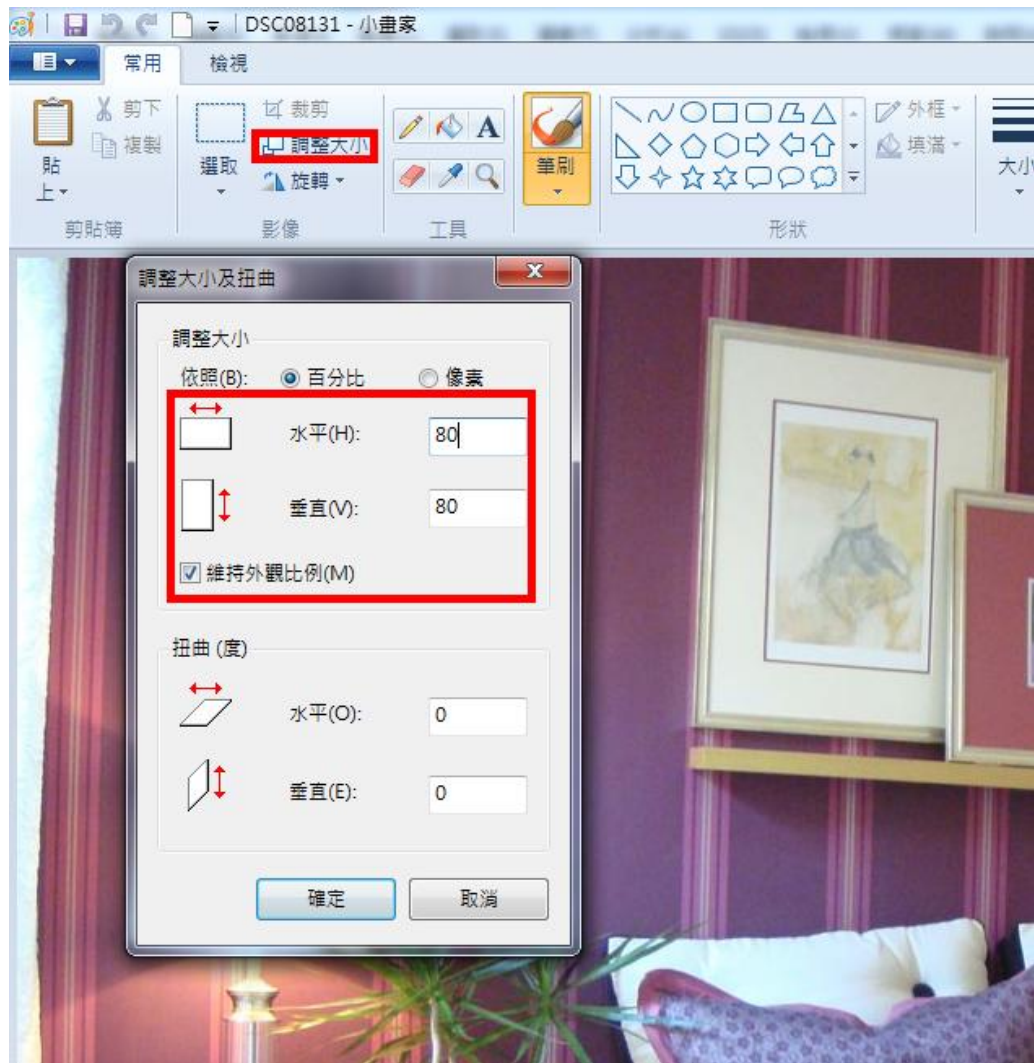 DSC08131 - 小畫家
常用 檢視
剪下
複製
貼上
剪貼簿
選取
裁剪
調整大小
旋轉
影像
A
工具
筆刷
外框
填滿
形狀
大小
調整大小及扭曲
調整大小
依照(B): 百分比 像素
水平(H): 80
垂直(V): 80
維持外觀比例(M)
扭曲 (度)
水平(O): 0
垂直(E): 0
確定 取消